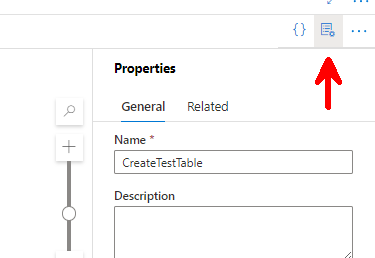 {}
Properties
General Related
Name *
CreateTestTable
Description